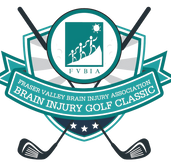 FVBIA
FRASER VALLEY BRAIN INJURY ASSOCIATION
BRAIN INJURY GOLF CLASSIC